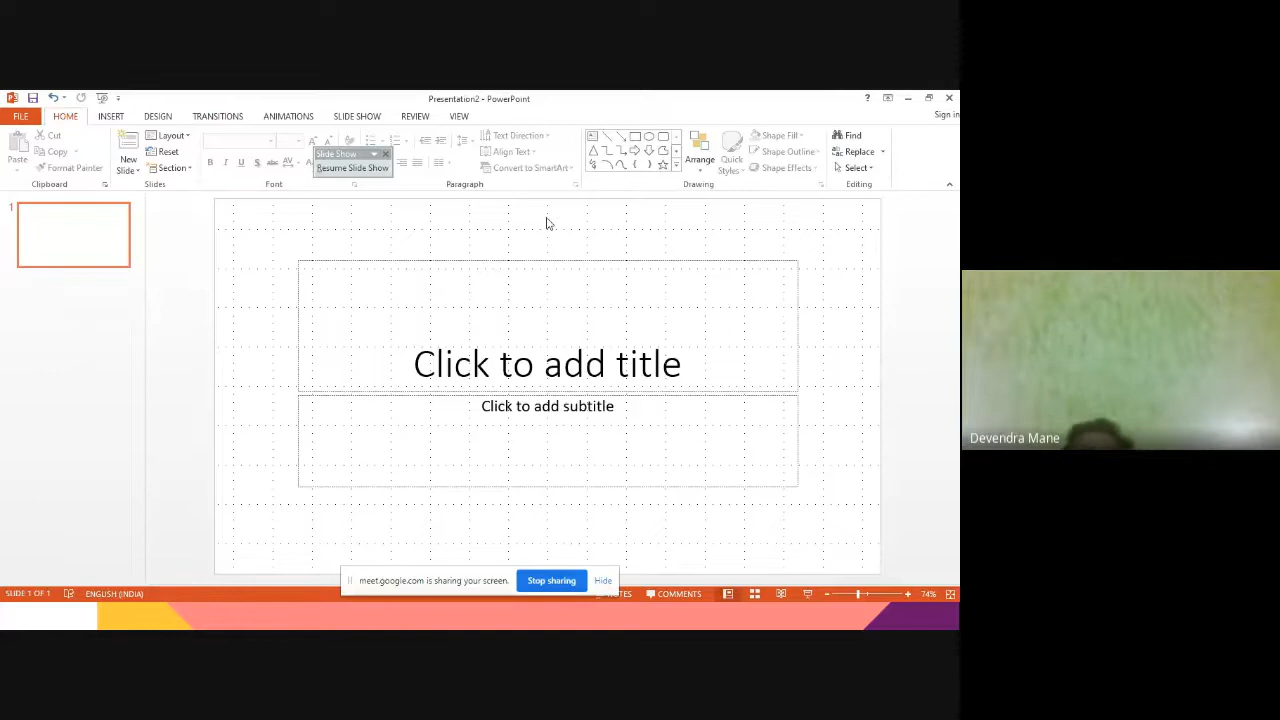 Presentation2 - PowerPoint
Sign in
FILE HOME INSERT DESIGN TRANSITIONS ANIMATIONS SLIDE SHOW REVIEW VIEW
Paste
Cut
Copy
Format Painter
Clipboard
New
Slide
Layout
Reset
Section
Slides
B I U S abc AV A
Font
Slide Show
Resume Slide Show
Text Direction
Align Text
Convert to SmartArt
Paragraph
Arrange
Quick
Styles
Shape Fill
Shape Outline
Shape Effects
Drawing
Find
Replace
Select
Editing
1
Click to add title
Click to add subtitle
meet.google.com is sharing your screen.
Stop sharing
Hide
SLIDE 1 OF 1
ENGLISH (INDIA)
COMMENTS
74%
Devendra Mane